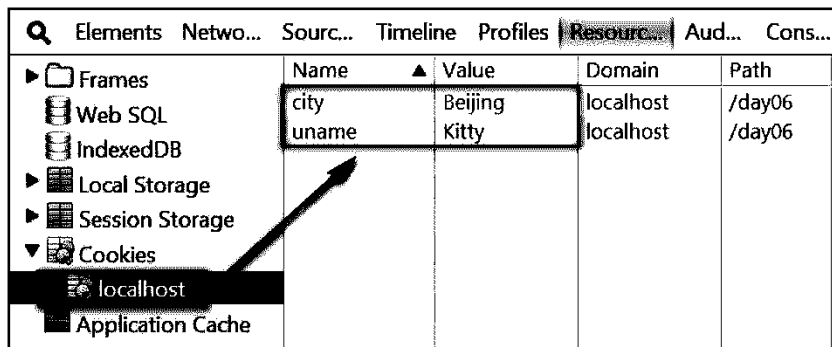 Elements Netwo... Sourc... Timeline Profiles Resourc... Aud... Cons...
Frames
Web SQL
IndexedDB
Local Storage
Session Storage
Cookies
localhost
Application Cache
Name Value Domain Path
city Beijing localhost /day06
uname Kitty localhost /day06